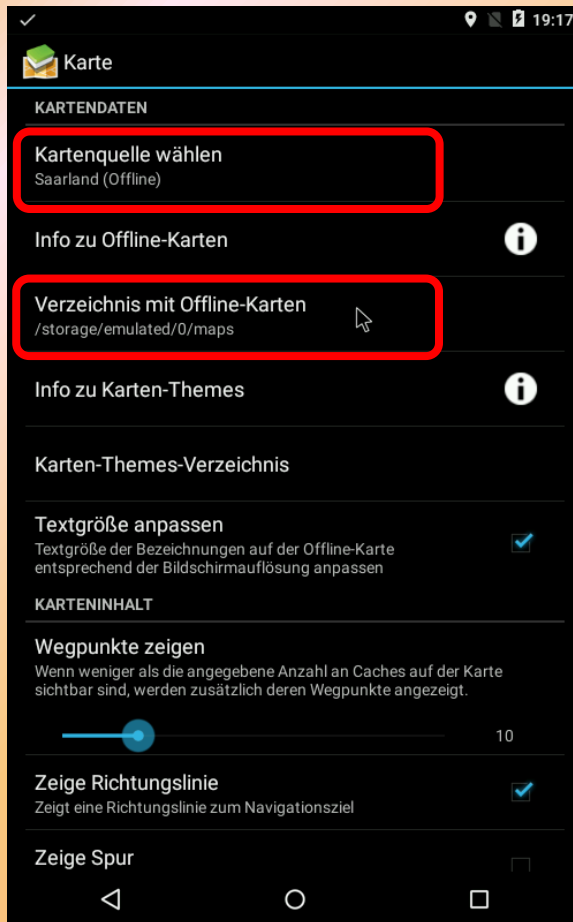 19:17
Karte
KARTENDATEN
Kartenquelle wählen
Saarland (Offline)
Info zu Offline-Karten
Verzeichnis mit Offline-Karten
/storage/emulated/0/maps
Info zu Karten-Themes
Karten-Themes-Verzeichnis
Textgröße anpassen
Textgröße der Bezeichnungen auf der Offline-Karte
entsprechend der Bildschirmauflösung anpassen
KARTENINHALT
Wegpunkte zeigen
Wenn weniger als die angegebene Anzahl an Caches auf der Karte
sichtbar sind, werden zusätzlich deren Wegpunkte angezeigt.
10
Zeige Richtungslinie
Zeigt eine Richtungslinie zum Navigationsziel
Zeige Spur